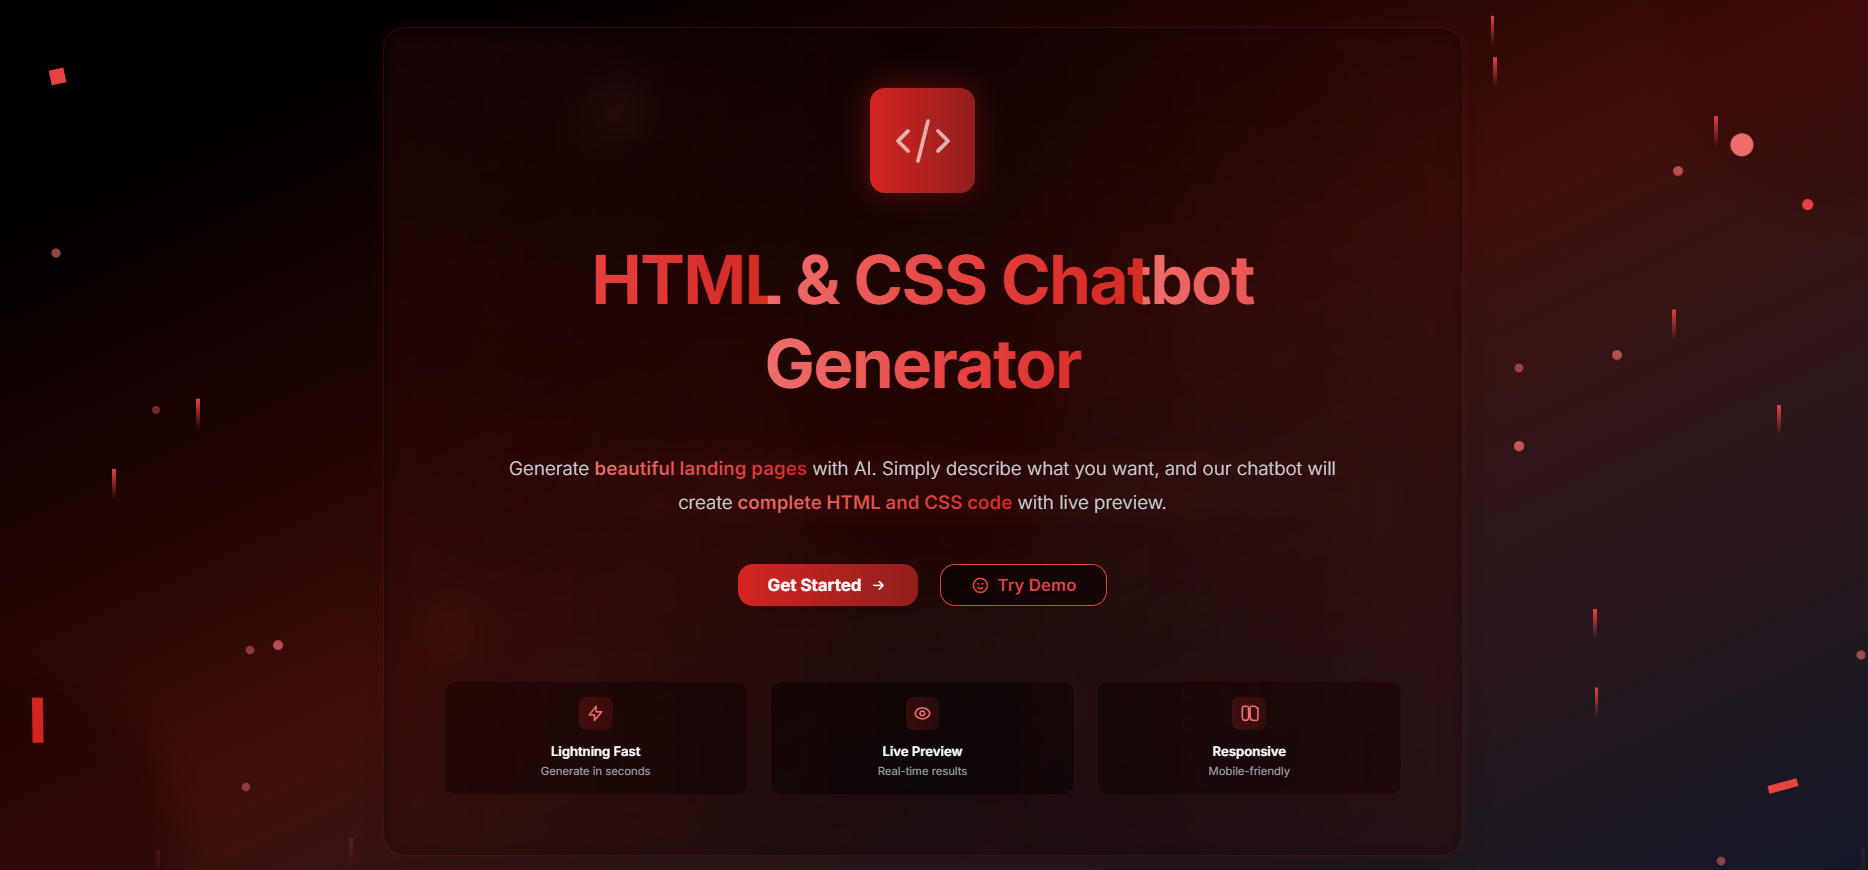 HTML & CSS Chatbot
Generator
Generate beautiful landing pages with AI. Simply describe what you want, and our chatbot will
create complete HTML and CSS code with live preview.
Get Started
Try Demo
Lightning Fast
Generate in seconds
Live Preview
Real-time results
Responsive
Mobile-friendly